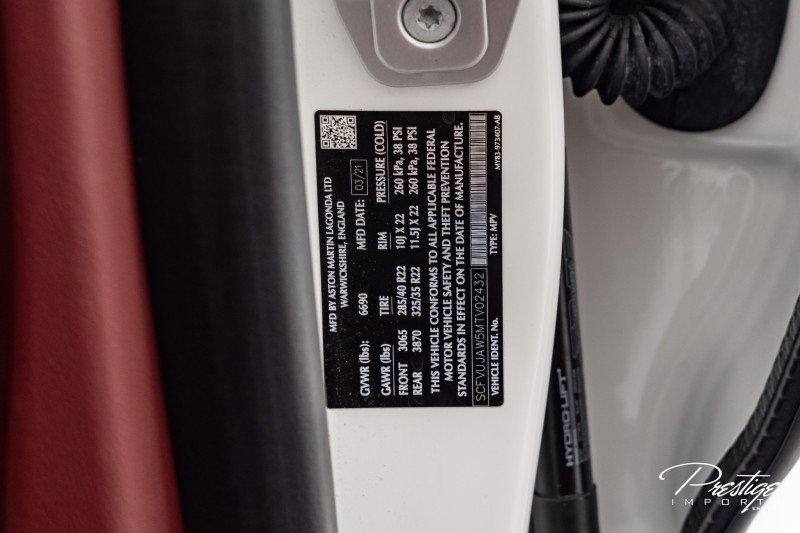 MFD BY ASTON MARTIN LAGONDA LTD
WARWICKSHIRE, ENGLAND
GVWR (lbs): 6690 MFD DATE: 03/21
GAWR (lbs) TIRE RIM PRESSURE (COLD)
FRONT 3065 285/40 R22 10J X 22 260 kPa, 38 PSI
REAR 3870 325/35 R22 11.5J X 22 260 kPa, 38 PSI
THIS VEHICLE CONFORMS TO ALL APPLICABLE FEDERAL
MOTOR VEHICLE SAFETY AND THEFT PREVENTION
STANDARDS IN EFFECT ON THE DATE OF MANUFACTURE.
SCFVUJAW5MTV02432
VEHICLE IDENT. No. TYPE: MPV MY83-973407-AB
HYDRO-LIFT
Prestige
IMPORTS